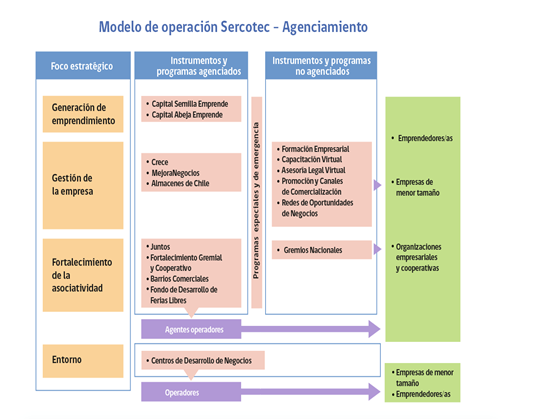 Modelo de operación Sercotec – Agenciamiento
Foco estratégico
Instrumentos y
programas agenciados
Instrumentos y programas
no agenciados
Generación de
emprendimiento
• Capital Semilla Emprende
• Capital Abeja Emprende
Gestión de
la empresa
• Crece
• MejoraNegocios
• Almacenes de Chile
Fortalecimiento
de la
asociatividad
• Juntos
• Fortalecimiento Gremial
y Cooperativo
• Barrios Comerciales
• Fondo de Desarrollo de
Ferias Libres
Programas especiales y de emergencia
• Formación Empresarial
• Capacitación Virtual
• Asesoría Legal Virtual
• Promoción y Canales
de Comercialización
• Redes de Oportunidades
de Negocios
• Gremios Nacionales
• Emprendedores/as
• Empresas de
menor tamaño
• Organizaciones
empresariales
y cooperativas
Agentes operadores
Entorno
• Centros de Desarrollo de Negocios
Operadores
• Empresas de menor
tamaño
• Emprendedores/as